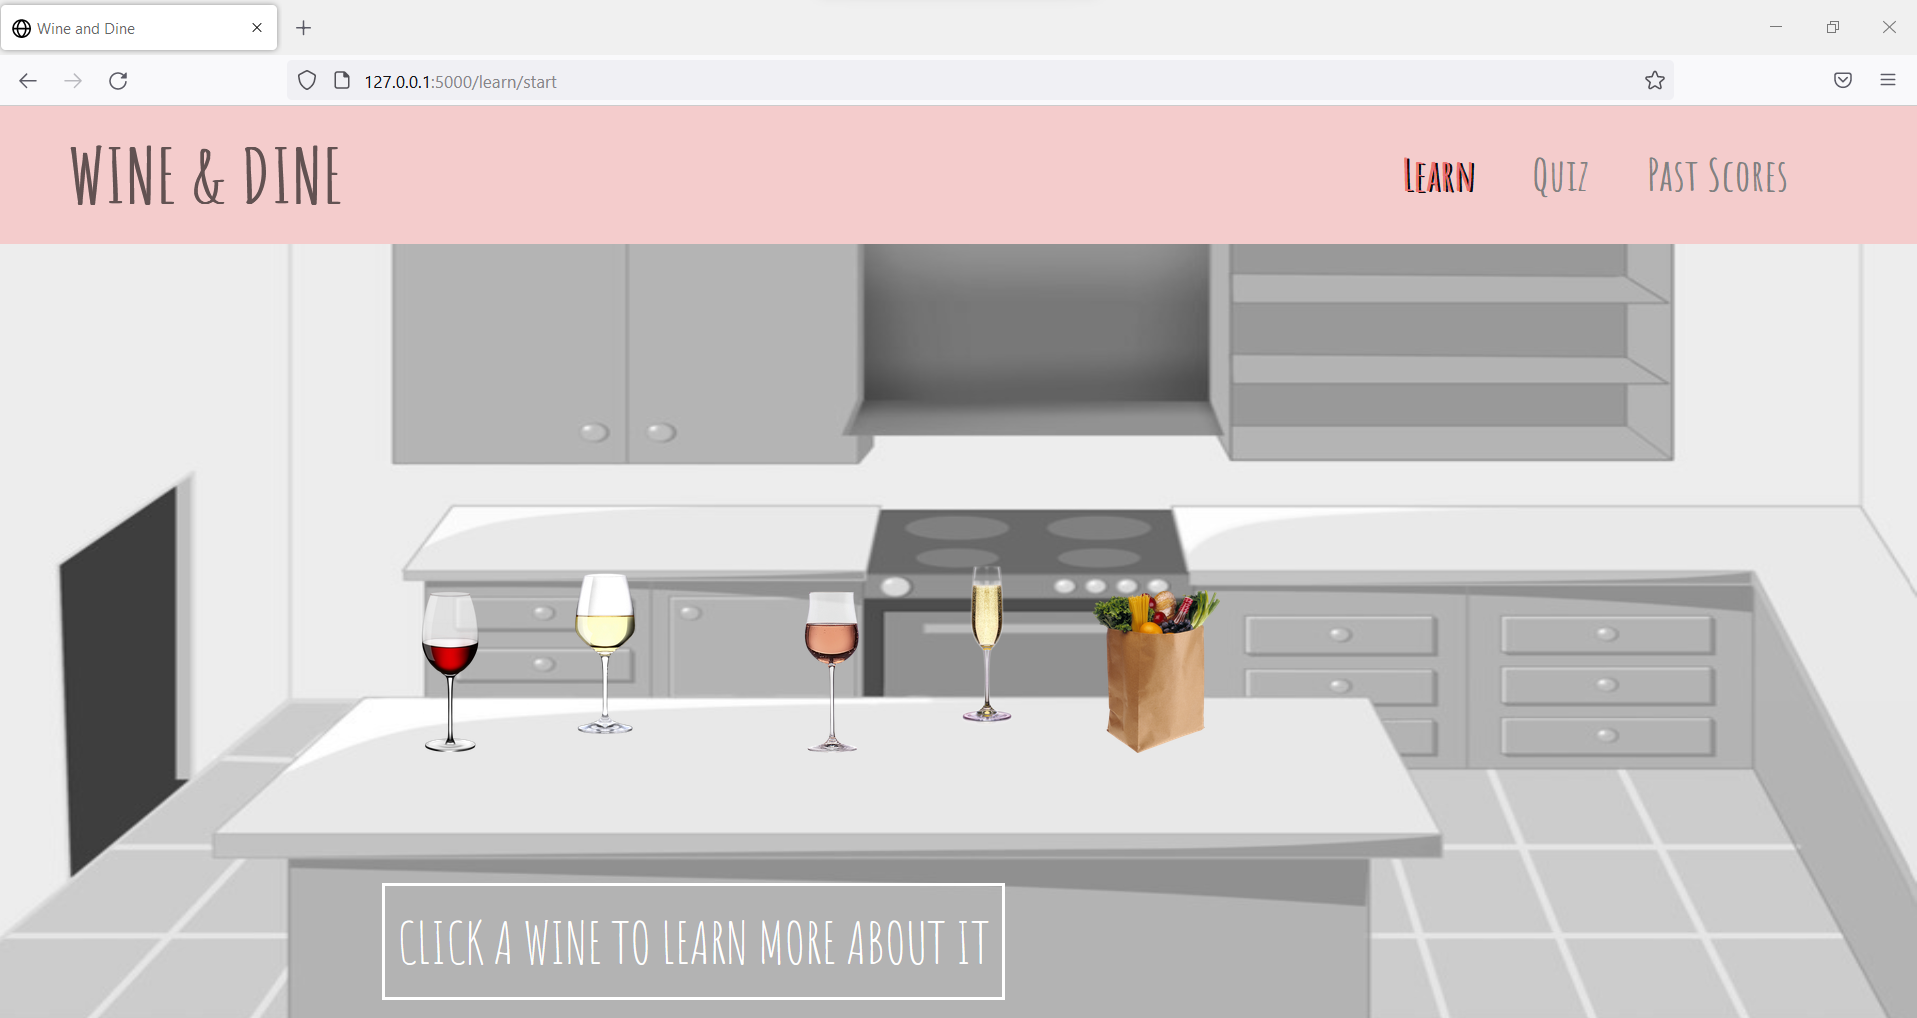 Wine and Dine
127.0.0.1:5000/learn/start
WINE & DINE
LEARN
QUIZ
PAST SCORES
CLICK A WINE TO LEARN MORE ABOUT IT